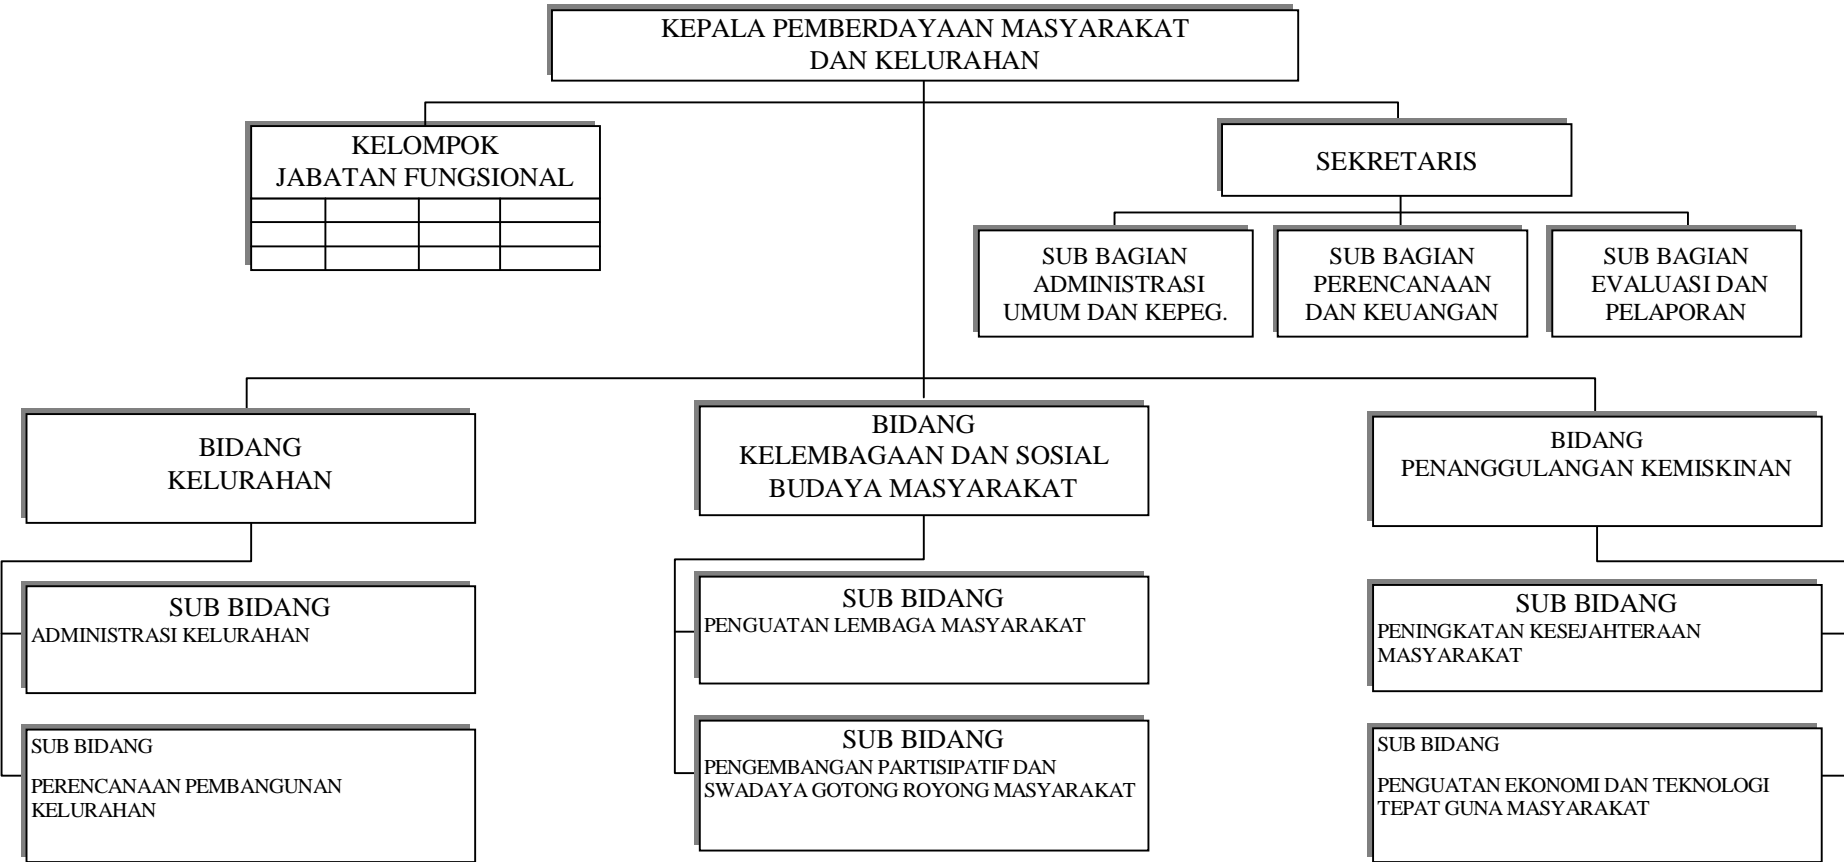 KEPALA PEMBERDAYAAN MASYARAKAT
DAN KELURAHAN
KELOMPOK
JABATAN FUNGSIONAL
SEKRETARIS
SUB BAGIAN
ADMINISTRASI
UMUM DAN KEPEG.
SUB BAGIAN
PERENCANAAN
DAN KEUANGAN
SUB BAGIAN
EVALUASI DAN
PELAPORAN
BIDANG
KELURAHAN
BIDANG
KELEMBAGAAN DAN SOSIAL
BUDAYA MASYARAKAT
BIDANG
PENANGGULANGAN KEMISKINAN
SUB BIDANG
ADMINISTRASI KELURAHAN
SUB BIDANG
PENGUATAN LEMBAGA MASYARAKAT
SUB BIDANG
PENINGKATAN KESEJAHTERAAN
MASYARAKAT
SUB BIDANG
PERENCANAAN PEMBANGUNAN
KELURAHAN
SUB BIDANG
PENGEMBANGAN PARTISIPATIF DAN
SWADAYA GOTONG ROYONG MASYARAKAT
SUB BIDANG
PENGUATAN EKONOMI DAN TEKNOLOGI
TEPAT GUNA MASYARAKAT